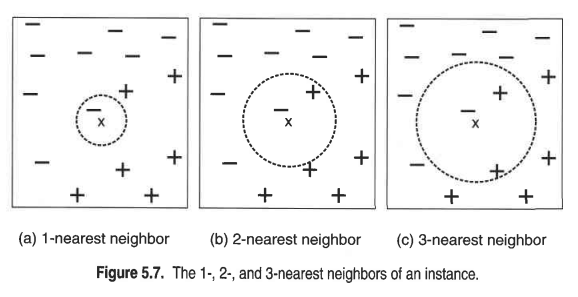 x x x
(a) 1-nearest neighbor (b) 2-nearest neighbor (c) 3-nearest neighbor
Figure 5.7. The 1-, 2-, and 3-nearest neighbors of an instance.